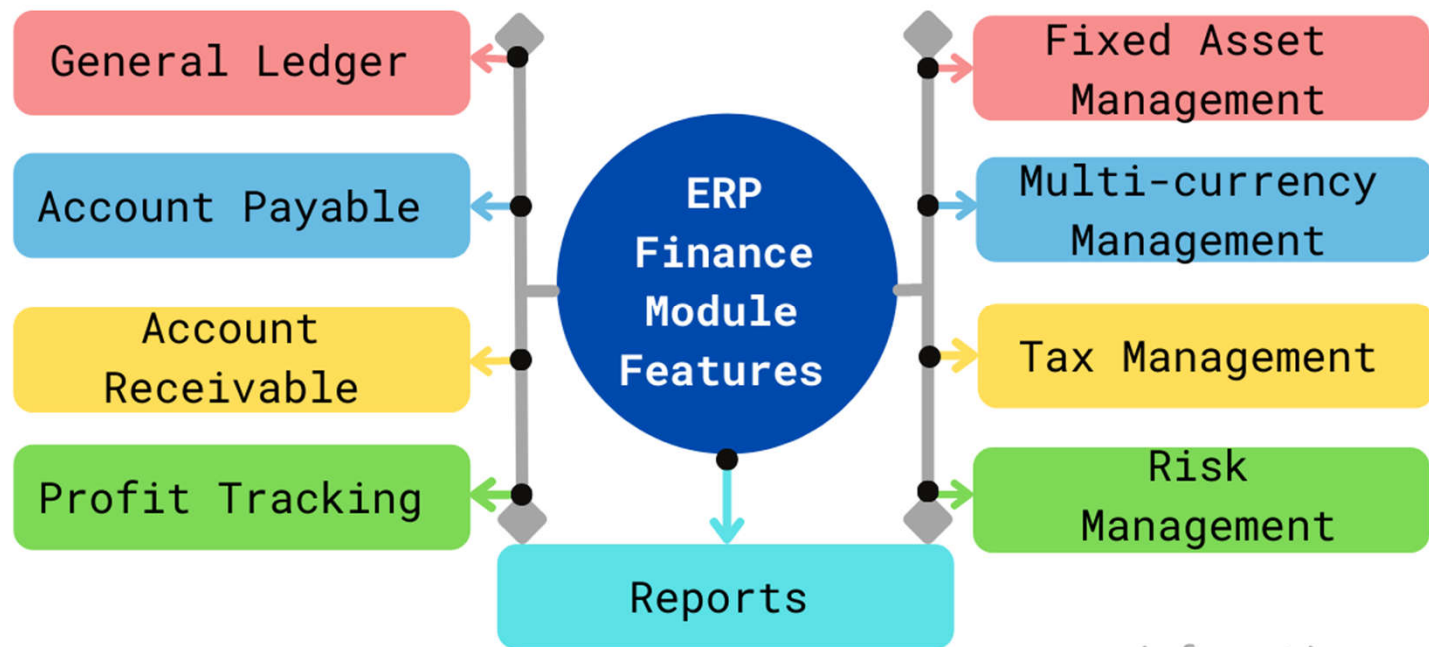 General Ledger
Account Payable
Account
Receivable
Profit Tracking
ERP
Finance
Module
Features
Reports
Fixed Asset
Management
Multi-currency
Management
Tax Management
Risk
Management